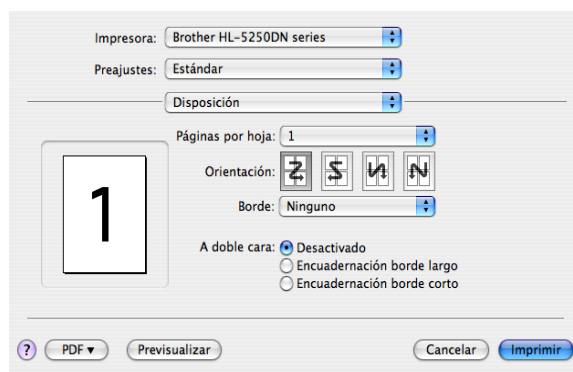 Impresora: Brother HL-5250DN series
Preajustes: Estándar
Disposición
Páginas por hoja: 1
1
Orientación:
Borde: Ninguno
A doble cara: Desactivado
Encuadernación borde largo
Encuadernación borde corto
? PDF▼ Previsualizar Cancelar Imprimir